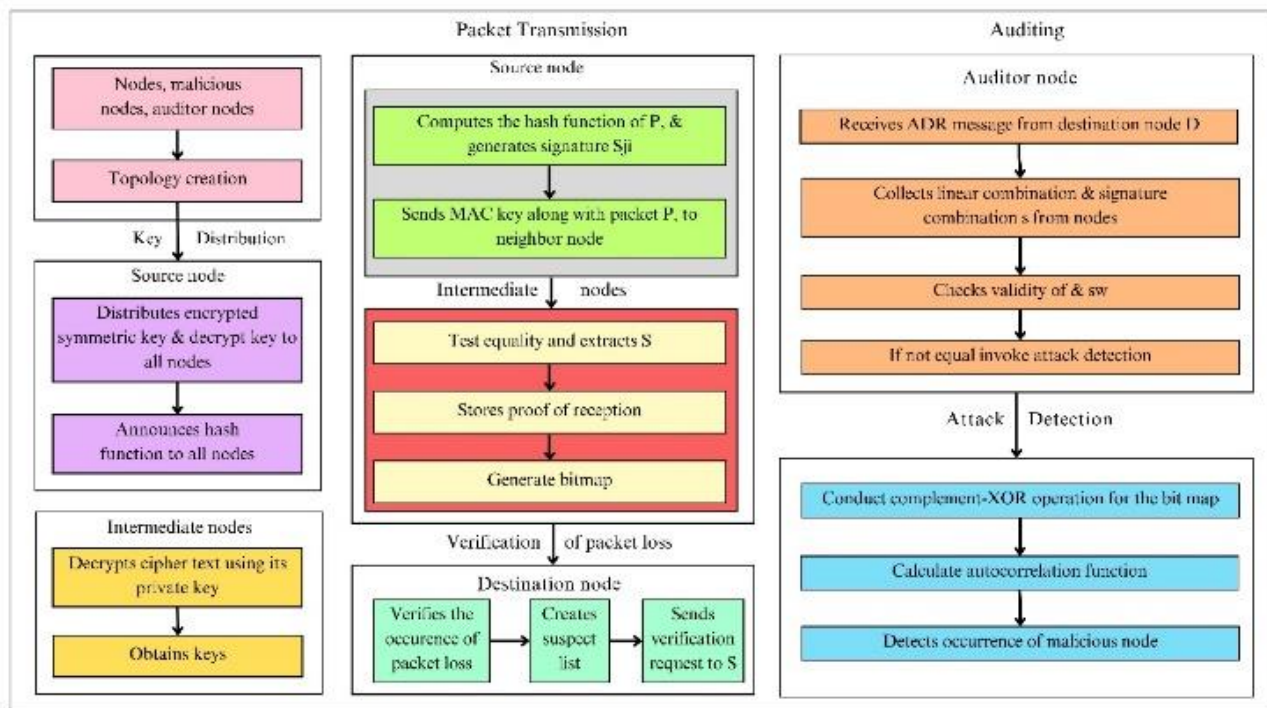 Packet Transmission
Auditing
Nodes, malicious
nodes, auditor nodes
Topology creation
Key Distribution
Source node
Distributes encrypted
symmetric key & decrypt key to
all nodes
Announces hash
function to all nodes
Intermediate nodes
Decrypts cipher text using its
private key
Obtains keys
Source node
Computes the hash function of P, &
generates signature Sji
Sends MAC key along with packet P, to
neighbor node
Intermediate nodes
Test equality and extracts S
Stores proof of reception
Generate bitmap
Verification of packet loss
Destination node
Verifies the
occurence of
packet loss
Creates
suspect
list
Sends
verification
request to S
Auditor node
Receives ADR message from destination node D
Collects linear combination & signature
combination s from nodes
Checks validity of & sw
If not equal invoke attack detection
Attack Detection
Conduct complement-XOR operation for the bit map
Calculate autocorrelation function
Detects occurrence of malicious node